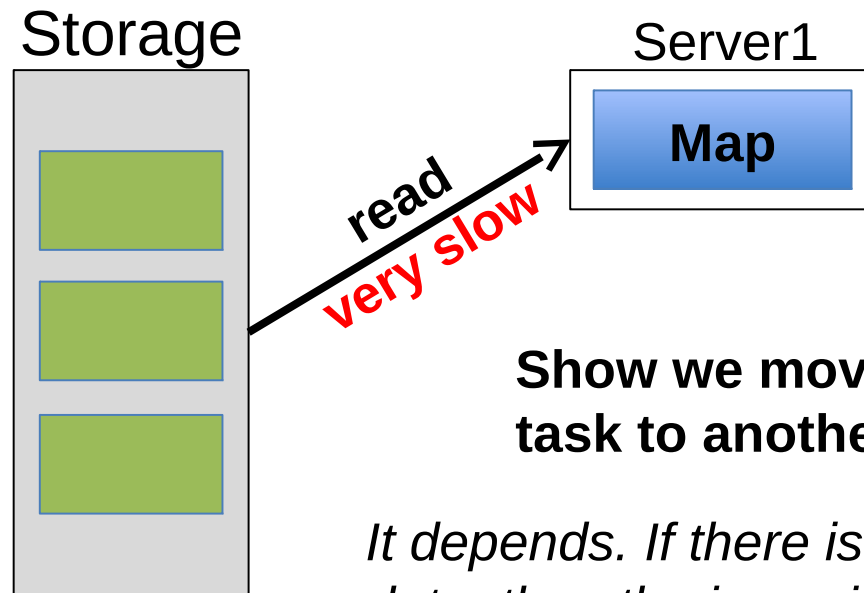 Storage
Server1
Map
read
very slow
Show we mov
task to anothe
It depends. If there is